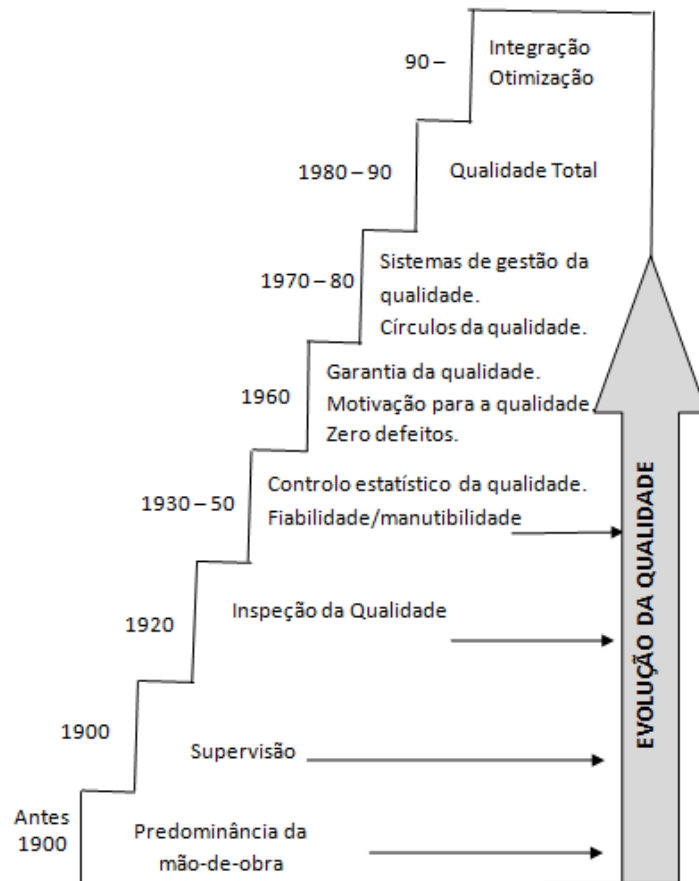 90 –
Integração
Otimização
1980 – 90
Qualidade Total
1970 – 80
Sistemas de gestão da
qualidade.
Círculos da qualidade.
1960
Garantia da qualidade.
Motivação para a qualidade.
Zero defeitos.
1930 – 50
Controlo estatístico da qualidade.
Fiabilidade/manutibilidade
1920
Inspeção da Qualidade
1900
Supervisão
Antes
1900
Predominância da
mão-de-obra
EVOLUÇÃO DA QUALIDADE